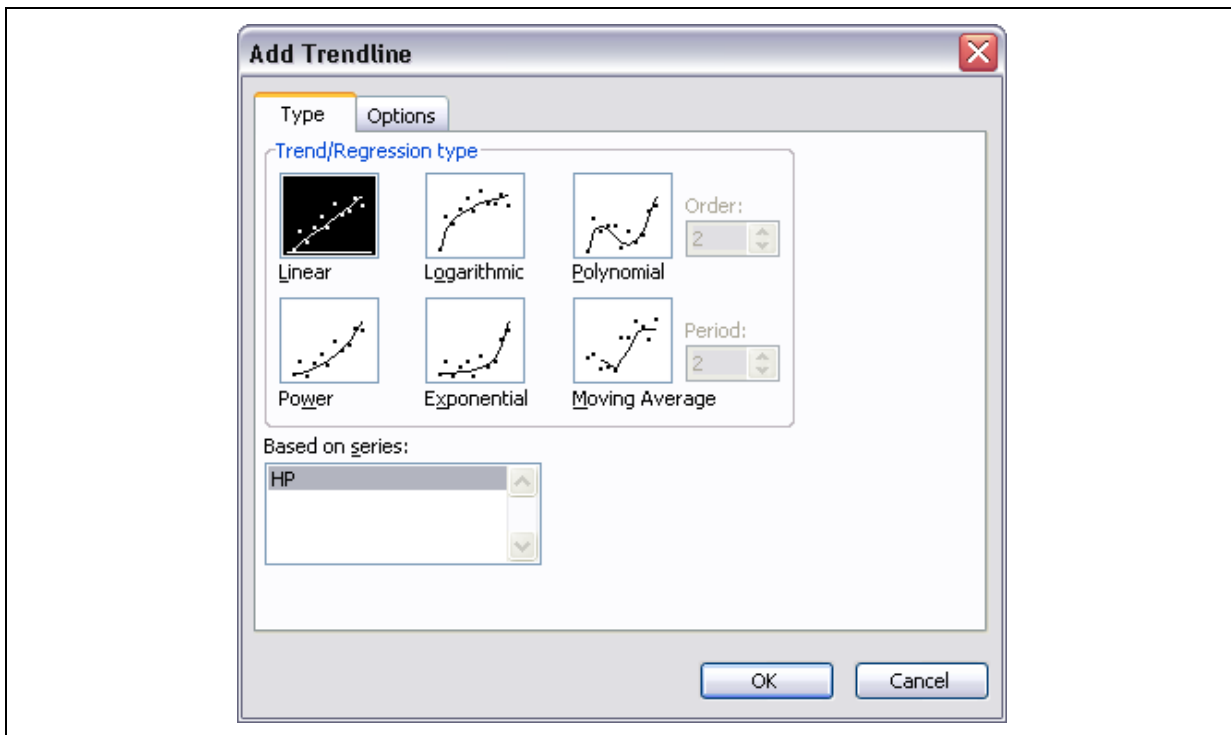 Add Trendline
Type
Options
Trend/Regression type
Linear
Logarithmic
Polynomial
Order:
2
Power
Exponential
Moving Average
Period:
2
Based on series:
HP
OK
Cancel